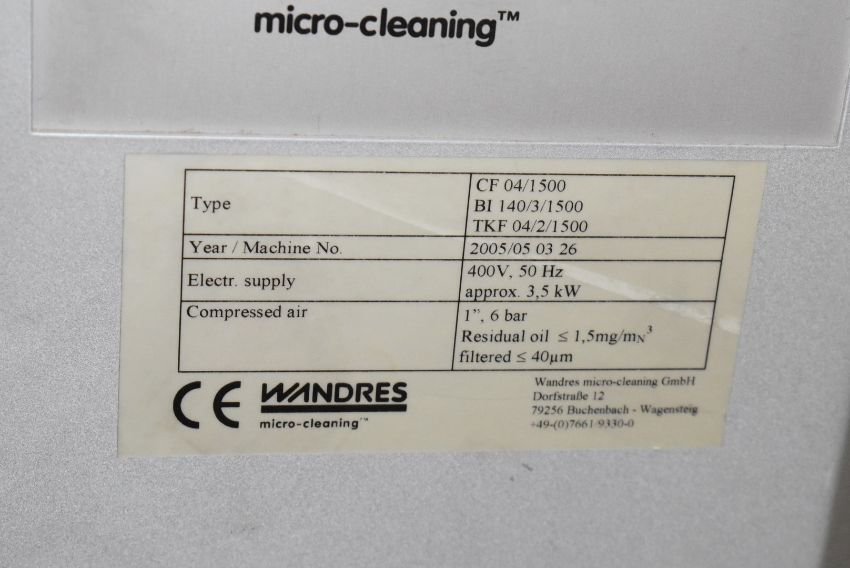 micro-cleaning™
Type
CF 04/1500
BI 140/3/1500
TKF 04/2/1500
Year / Machine No.
2005/05 03 26
Electr. supply
400V, 50 Hz
approx. 3,5 kW
Compressed air
1”, 6 bar
Residual oil ≤ 1,5mg/mN³
filtered ≤ 40µm
CE WANDRES
micro-cleaning™
Wandres micro-cleaning GmbH
Dorfstraße 12
79256 Buchenbach - Wagensteig
+49-(0)7661/9330-0